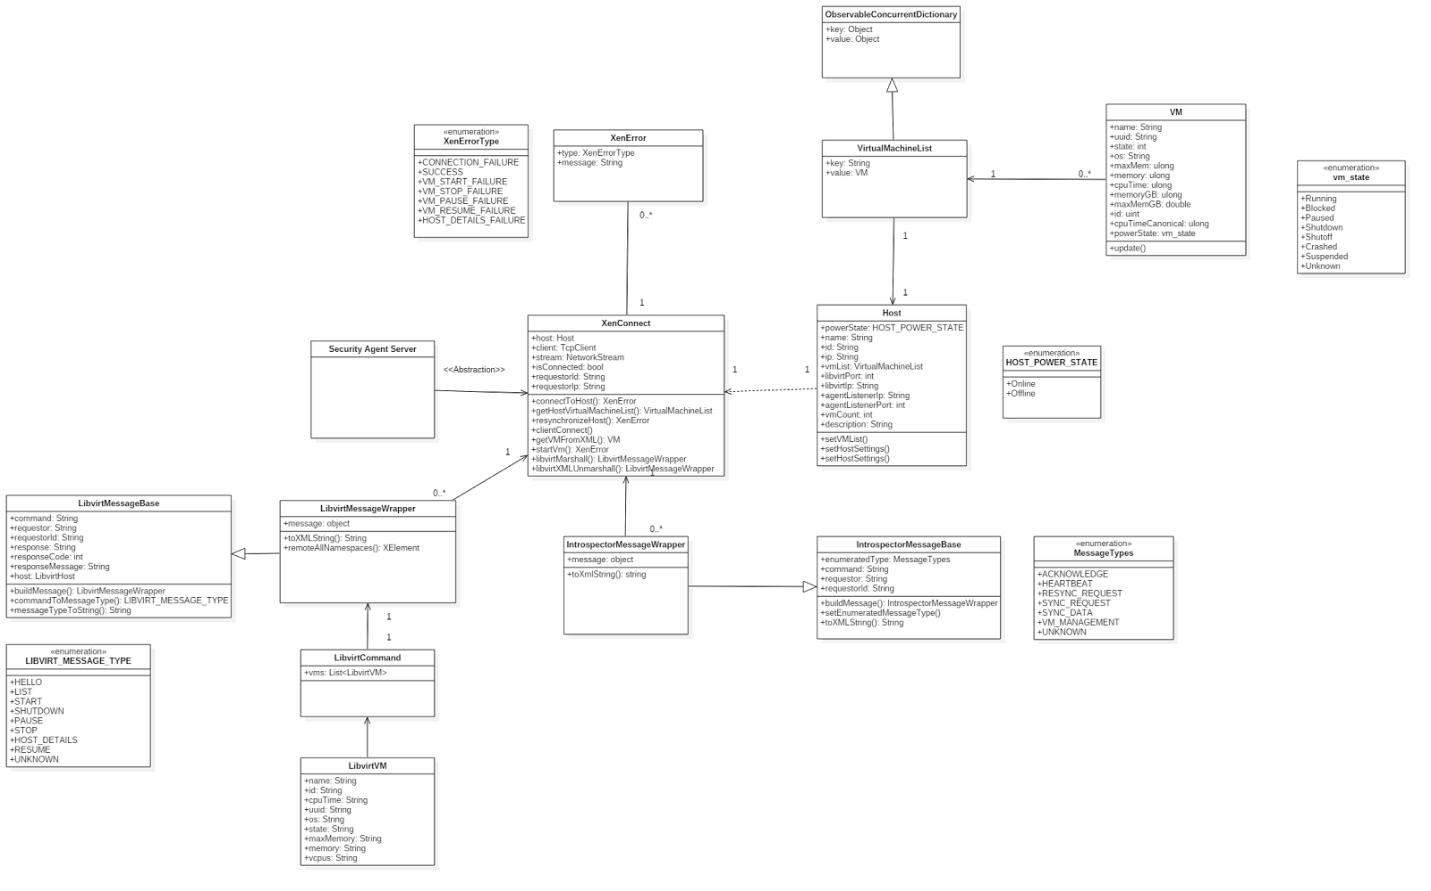 ObservableConcurrentDictionary
+key: Object
+value: Object
«enumeration»
XenErrorType
+CONNECTION_FAILURE
+SUCCESS
+VM_START_FAILURE
+VM_STOP_FAILURE
+VM_PAUSE_FAILURE
+VM_RESUME_FAILURE
+HOST_DETAILS_FAILURE
XenError
+type: XenErrorType
+message: String
0..*
1
VirtualMachineList
+key: String
+value: VM
1
0..*
VM
+name: String
+uuid: String
+state: int
+os: String
+maxMem: ulong
+memory: ulong
+cpuTime: ulong
+memoryGB: ulong
+maxMemGB: double
+id: uint
+cpuTimeCanonical: ulong
+powerState: vm_state
+update()
«enumeration»
vm_state
+Running
+Blocked
+Paused
+Shutdown
+Shutoff
+Crashed
+Suspended
+Unknown
1
1
Security Agent Server
<<Abstraction>>
XenConnect
+host: Host
+client: TcpClient
+stream: NetworkStream
+isConnected: bool
+requestorId: String
+requestorIp: String
+connectToHost(): XenError
+getHostVirtualMachineList(): VirtualMachineList
+resynchronizeHost(): XenError
+clientConnect()
+getVMFromXML(): VM
+startVm(): XenError
+libvirtMarshall(): LibvirtMessageWrapper
+libvirtXMLUnmarshall(): LibvirtMessageWrapper
1
1
Host
+powerState: HOST_POWER_STATE
+name: String
+id: String
+ip: String
+vmList: VirtualMachineList
+libvirtPort: int
+libvirtIp: String
+agentListenerIp: String
+agentListenerPort: int
+vmCount: int
+description: String
+setVMList()
+setHostSettings()
+setHostSettings()
«enumeration»
HOST_POWER_STATE
+Online
+Offline
1
0..*
1
0..*
LibvirtMessageBase
+command: String
+requestor: String
+requestorId: String
+response: String
+responseCode: int
+responseMessage: String
+host: LibvirtHost
+buildMessage(): LibvirtMessageWrapper
+commandToMessageType(): LIBVIRT_MESSAGE_TYPE
+messageTypeToString(): String
LibvirtMessageWrapper
+message: object
+toXMLString(): String
+remoteAllNamespaces(): XElement
IntrospectorMessageWrapper
+message: object
+toXmlString(): string
IntrospectorMessageBase
+enumeratedType: MessageTypes
+command: String
+requestor: String
+requestorId: String
+buildMessage(): IntrospectorMessageWrapper
+setEnumeratedMessageType()
+toXMLString(): String
«enumeration»
MessageTypes
+ACKNOWLEDGE
+HEARTBEAT
+RESYNC_REQUEST
+SYNC_REQUEST
+SYNC_DATA
+VM_MANAGEMENT
+UNKNOWN
1
1
«enumeration»
LIBVIRT_MESSAGE_TYPE
+HELLO
+LIST
+START
+SHUTDOWN
+PAUSE
+STOP
+HOST_DETAILS
+RESUME
+UNKNOWN
LibvirtCommand
+vms: List<LibvirtVM>
LibvirtVM
+name: String
+id: String
+cpuTime: String
+uuid: String
+os: String
+state: String
+maxMemory: String
+memory: String
+vcpus: String